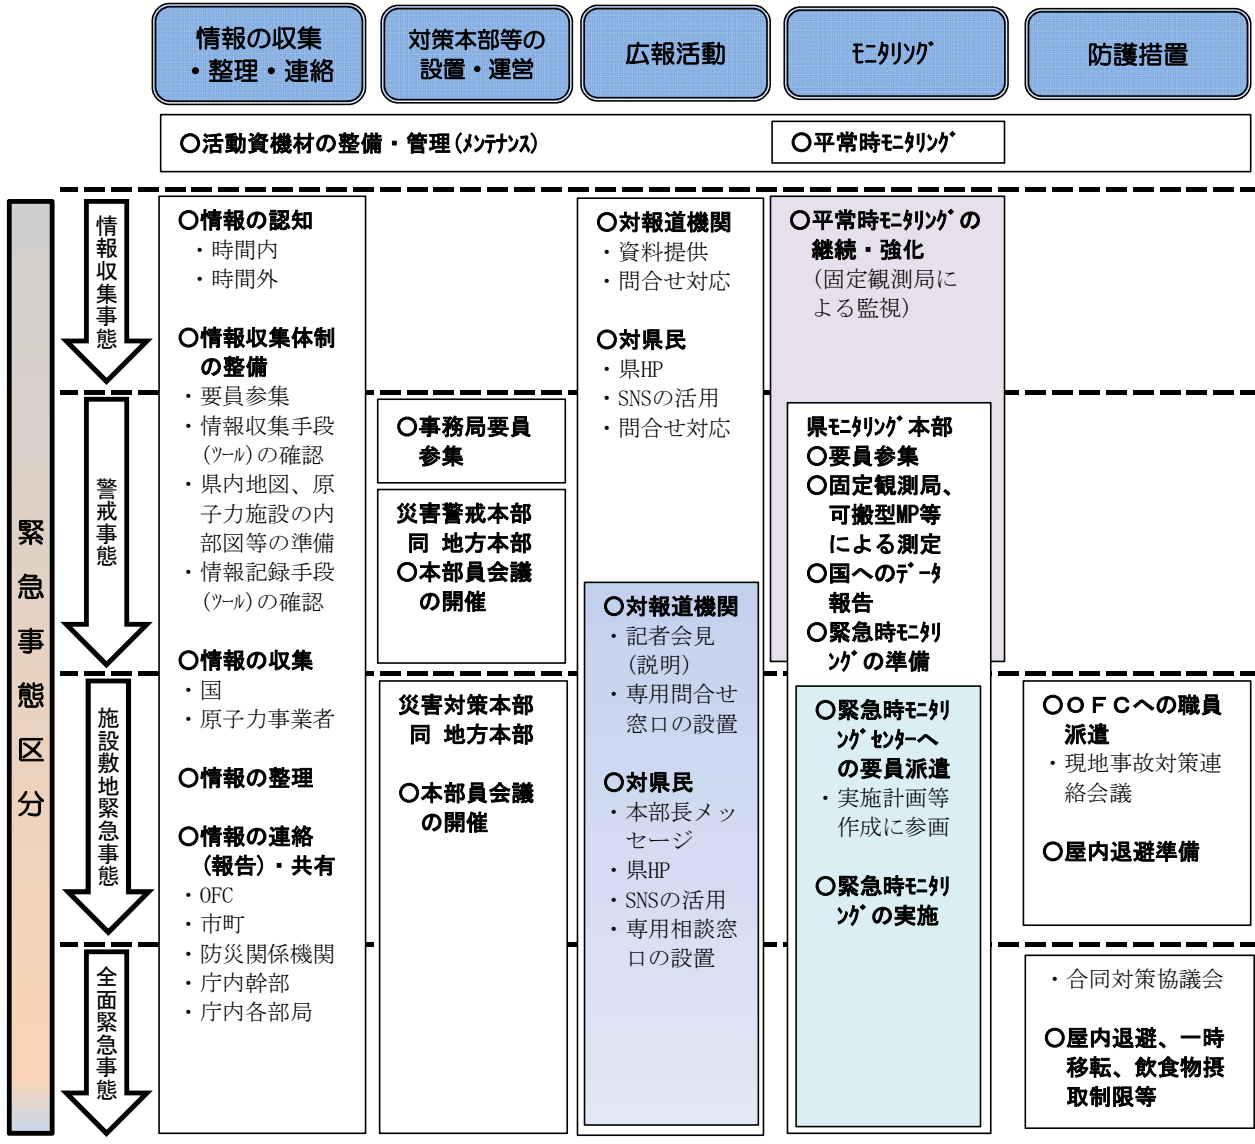 情報の収集
・整理・連絡
対策本部等の
設置・運営
広報活動
ﾓﾆﾀﾘﾝｸﾞ
防護措置
〇活動資機材の整備・管理(ﾒﾝﾃﾅﾝｽ)
〇平常時ﾓﾆﾀﾘﾝｸﾞ
緊急事態区分
情報収集事態
警戒事態
施設敷地緊急事態
全面緊急事態
〇情報の認知
・時間内
・時間外
〇情報収集体制
の整備
・要員参集
・情報収集手段
(ﾂｰﾙ)の確認
・県内地図、原
子力施設の内
部図等の準備
・情報記録手段
(ﾂｰﾙ)の確認
〇情報の収集
・国
・原子力事業者
〇情報の整理
〇情報の連絡
(報告)・共有
・OFC
・市町
・防災関係機関
・庁内幹部
・庁内各部局
〇事務局要員
参集
災害警戒本部
同 地方本部
〇本部員会議
の開催
災害対策本部
同 地方本部
〇本部員会議
の開催
〇対報道機関
・資料提供
・問合せ対応
〇対県民
・県HP
・SNSの活用
・問合せ対応
〇対報道機関
・記者会見
(説明)
・専用問合せ
窓口の設置
〇対県民
・本部長メッ
セージ
・県HP
・SNSの活用
・専用相談窓
口の設置
〇平常時ﾓﾆﾀﾘﾝｸﾞの
継続・強化
(固定観測局に
よる監視)
県ﾓﾆﾀﾘﾝｸﾞ本部
〇要員参集
〇固定観測局、
可搬型MP等
による測定
〇国へのﾃﾞｰﾀ
報告
〇緊急時ﾓﾆﾀﾘ
ﾝｸﾞの準備
〇緊急時ﾓﾆﾀﾘ
ﾝｸﾞｾﾝﾀｰへ
の要員派遣
・実施計画等
作成に参画
〇緊急時ﾓﾆﾀﾘ
ﾝｸﾞの実施
〇ＯＦＣへの職員
派遣
・現地事故対策連
絡会議
〇屋内退避準備
・合同対策協議会
〇屋内退避、一時
移転、飲食物摂
取制限等